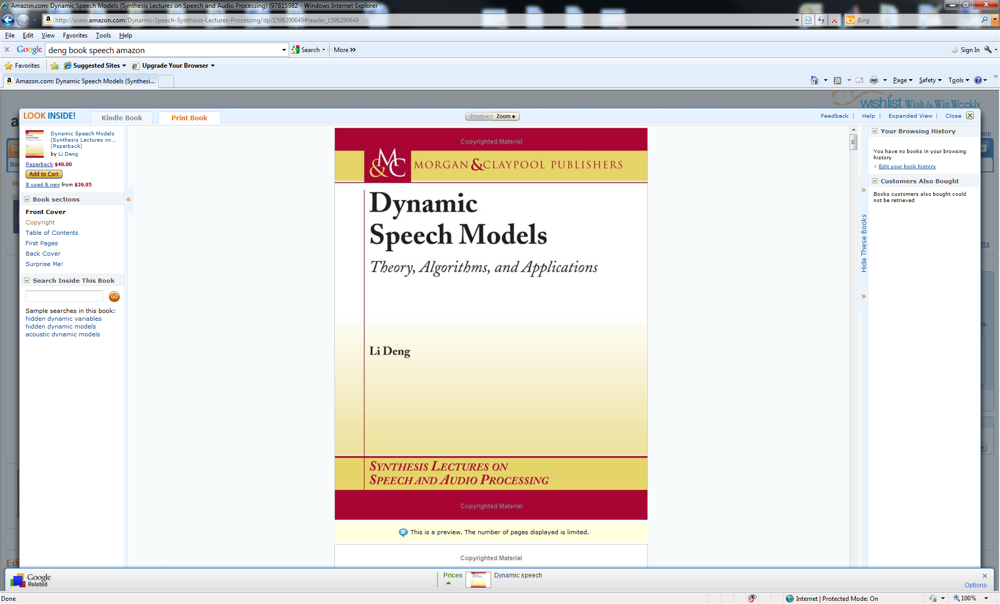 Amazon.com: Dynamic Speech Models (Synthesis Lectures on Speech and Audio Processing) (97815982 - Windows Internet Explorer
http://www.amazon.com/Dynamic-Speech-Synthesis-Lectures-Processing/dp/1598290649#reader_1598290649
Bing
File Edit View Favorites Tools Help
x Google deng book speech amazon Search More »
Sign In
Favorites Suggested Sites Upgrade Your Browser
Amazon.com: Dynamic Speech Models (Synthesi...
Page Safety Tools »
wishlist Wish & Win Weekly
LOOK INSIDE! Kindle Book Print Book
Zoom – Zoom +
Feedback | Help | Expanded View | Close
Dynamic Speech Models
(Synthesis Lectures on ...
(Paperback)
by Li Deng
Paperback $40.00
Add to Cart
8 used & new from $26.95
Book sections
Front Cover
Copyright
Table of Contents
First Pages
Back Cover
Surprise Me!
Search Inside This Book
GO
Sample searches in this book:
hidden dynamic variables
hidden dynamic models
acoustic dynamic models
Copyrighted Material
M&C MORGAN & CLAYPOOL PUBLISHERS
Dynamic
Speech Models
Theory, Algorithms, and Applications
Li Deng
SYNTHESIS LECTURES ON
SPEECH AND AUDIO PROCESSING
Copyrighted Material
This is a preview. The number of pages displayed is limited.
Copyrighted Material
Hide These Books
Your Browsing History
You have no books in your browsing
history
> Edit your book history
Customers Also Bought
Books customers also bought could
not be retrieved
Google
Related
Prices Dynamic speech
Options
Done
Internet | Protected Mode: On
100%